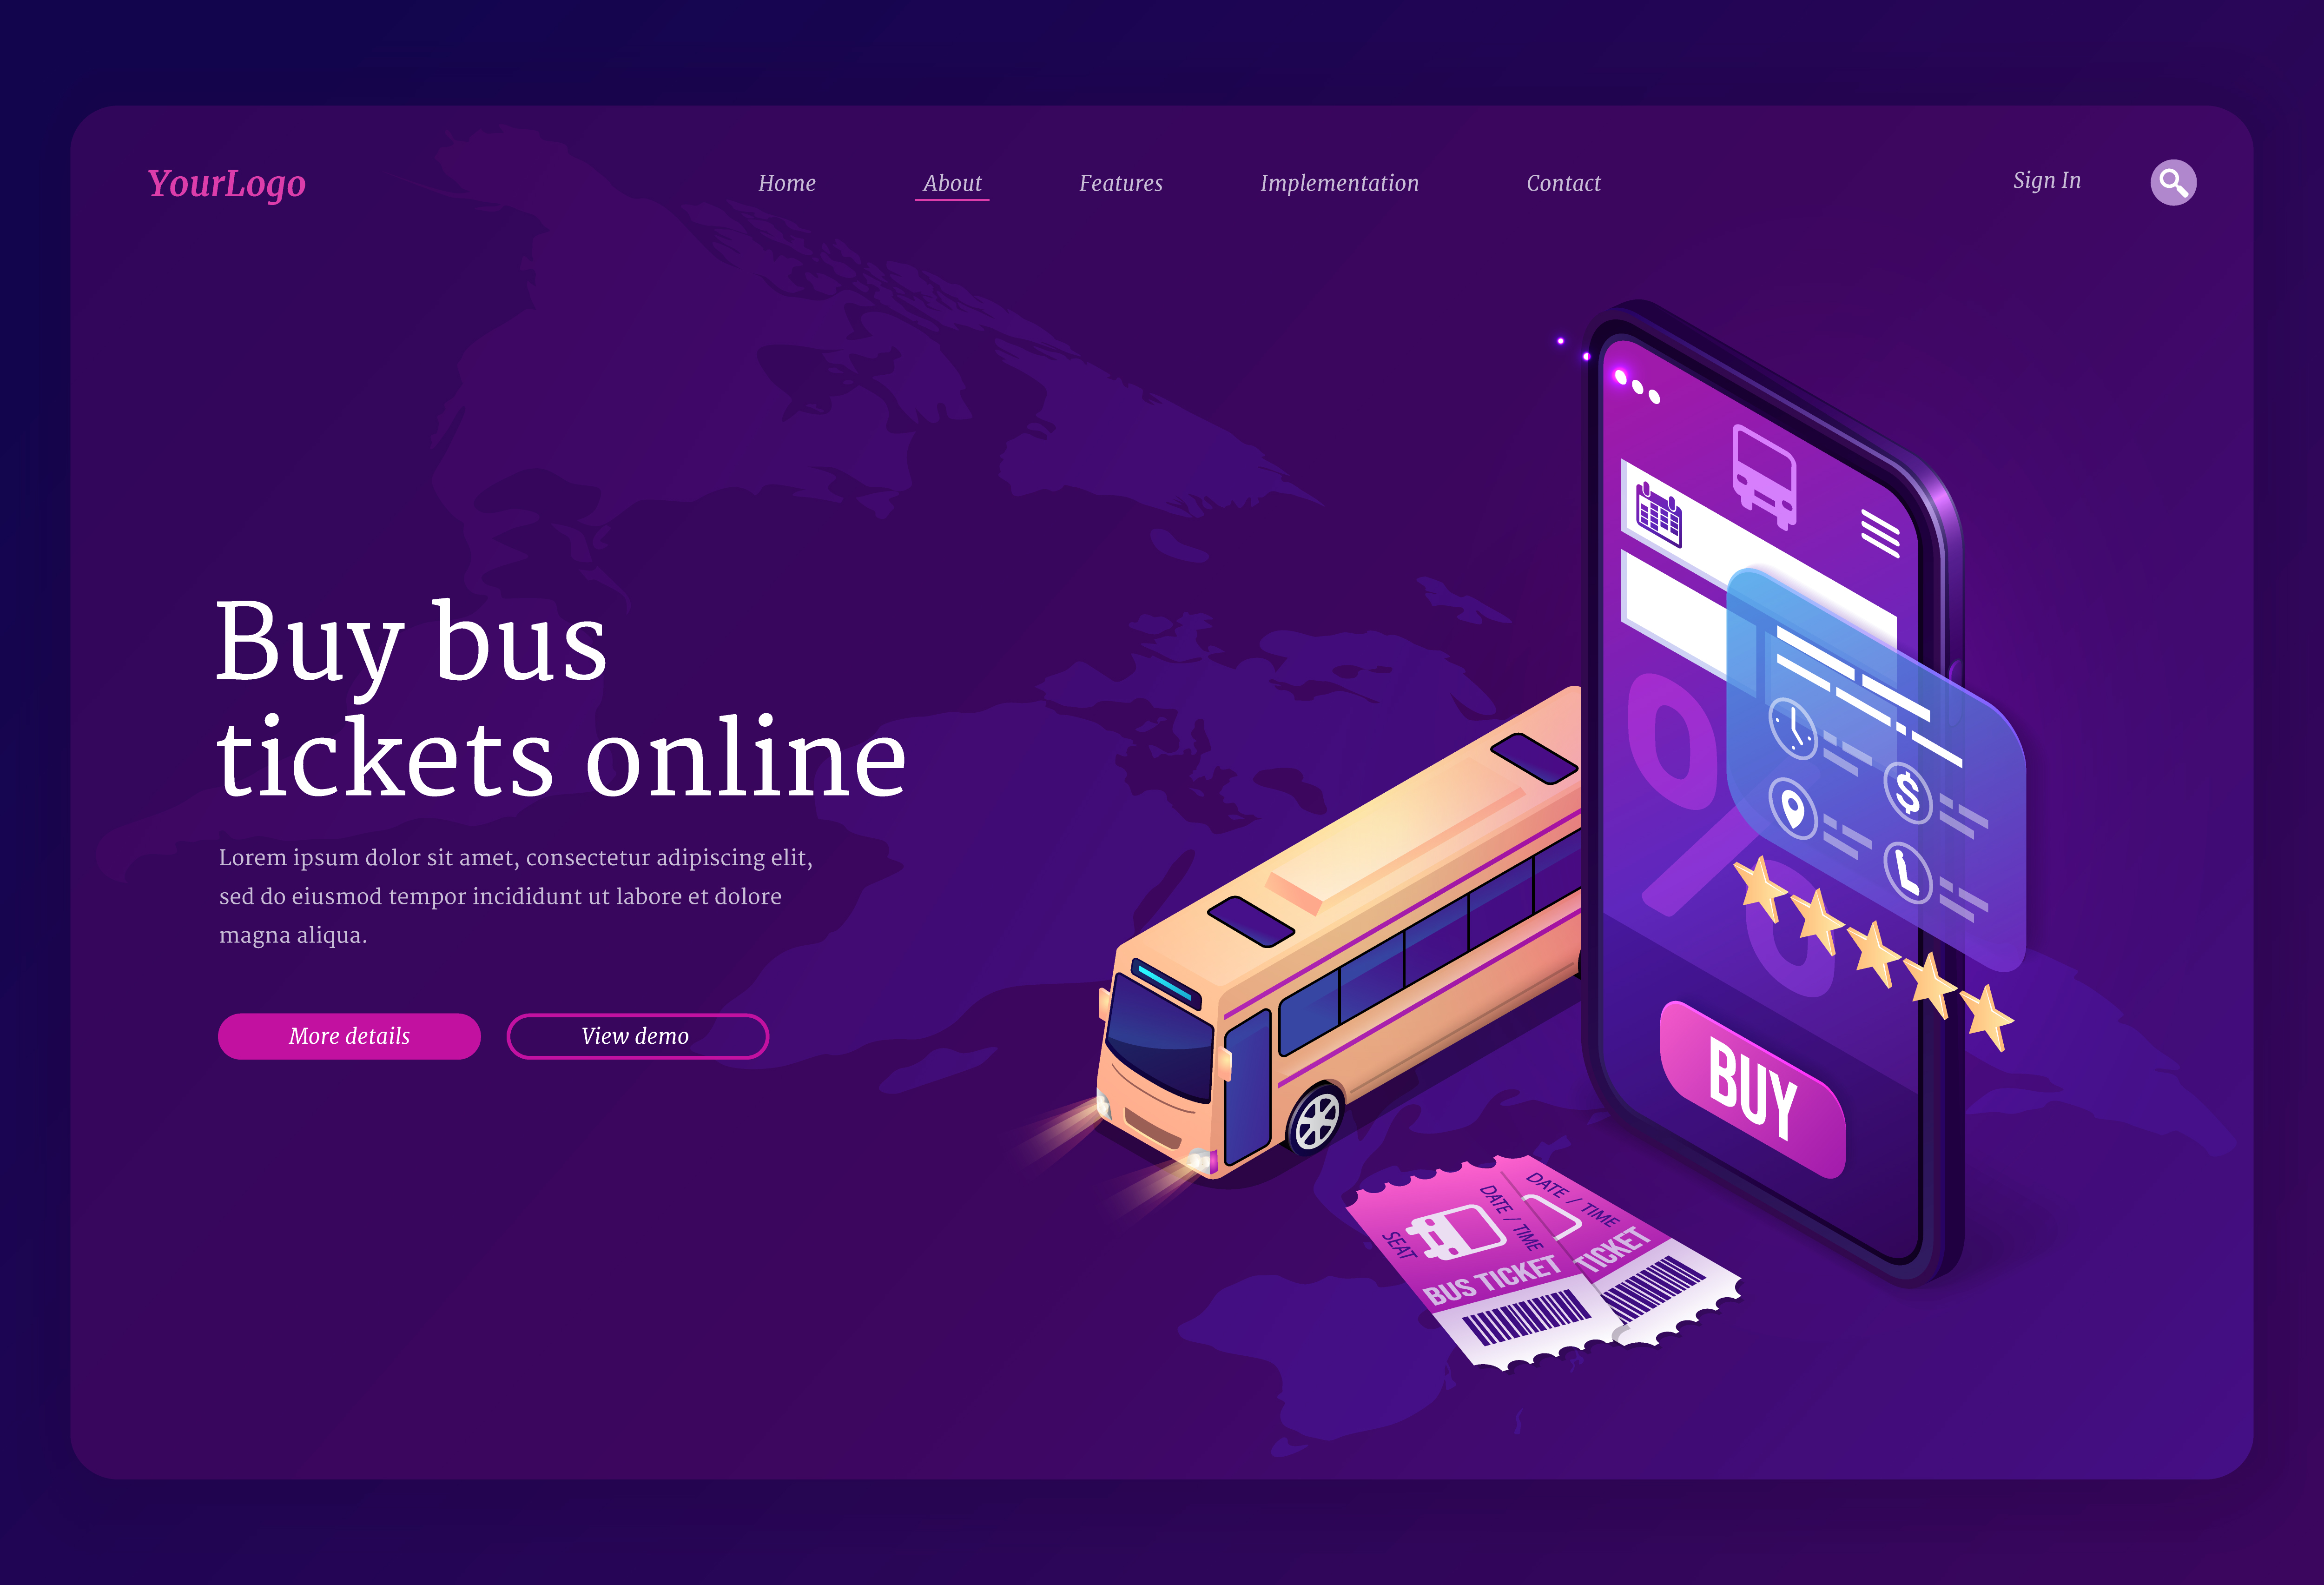 YourLogo
Home
About
Features
Implementation
Contact
Sign In
Buy bus
tickets online
Lorem ipsum dolor sit amet, consectetur adipiscing elit,
sed do eiusmod tempor incididunt ut labore et dolore
magna aliqua.
More details
View demo
%
$
BUY
SEAT
DATE / TIME
BUS TICKET
DATE / TIME
TICKET